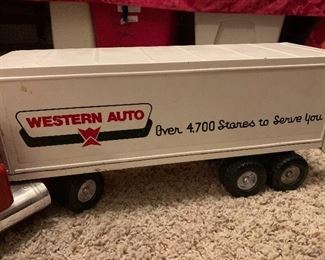 WESTERN AUTO
Over 4,700 Stores to Serve You